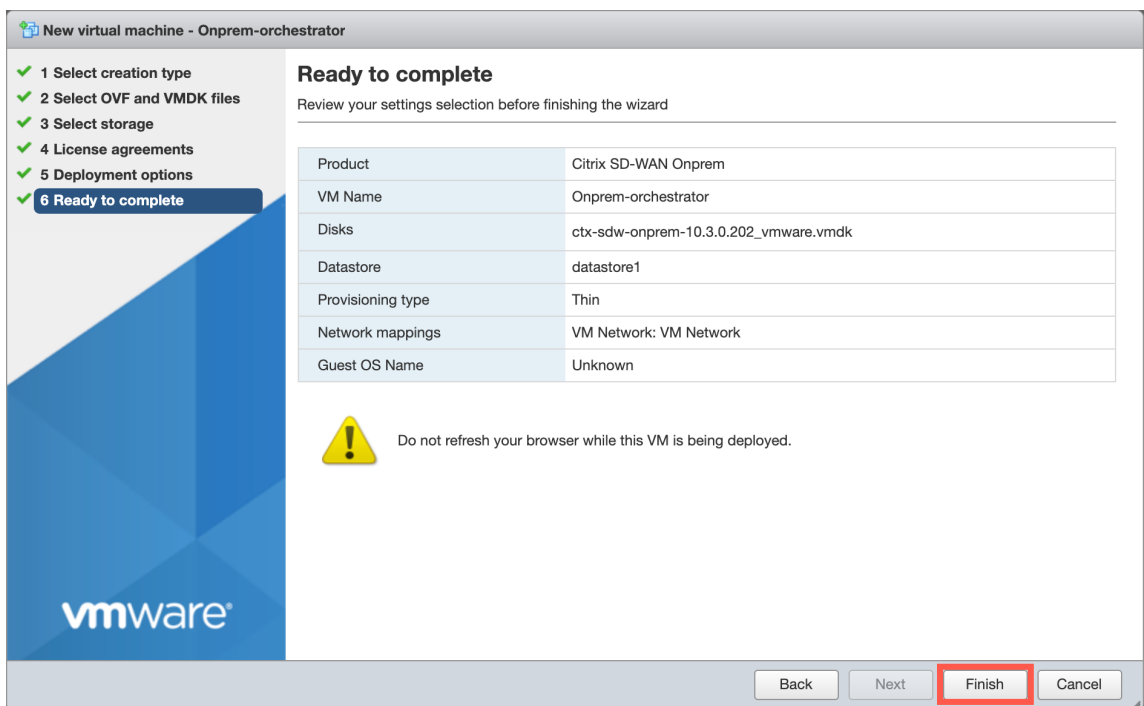 New virtual machine - Onprem-orchestrator
1 Select creation type
2 Select OVF and VMDK files
3 Select storage
4 License agreements
5 Deployment options
6 Ready to complete
Ready to complete
Review your settings selection before finishing the wizard
Product Citrix SD-WAN Onprem
VM Name Onprem-orchestrator
Disks ctx-sdw-onprem-10.3.0.202_vmware.vmdk
Datastore datastore1
Provisioning type Thin
Network mappings VM Network: VM Network
Guest OS Name Unknown
Do not refresh your browser while this VM is being deployed.
vmware®
Back Next Finish Cancel